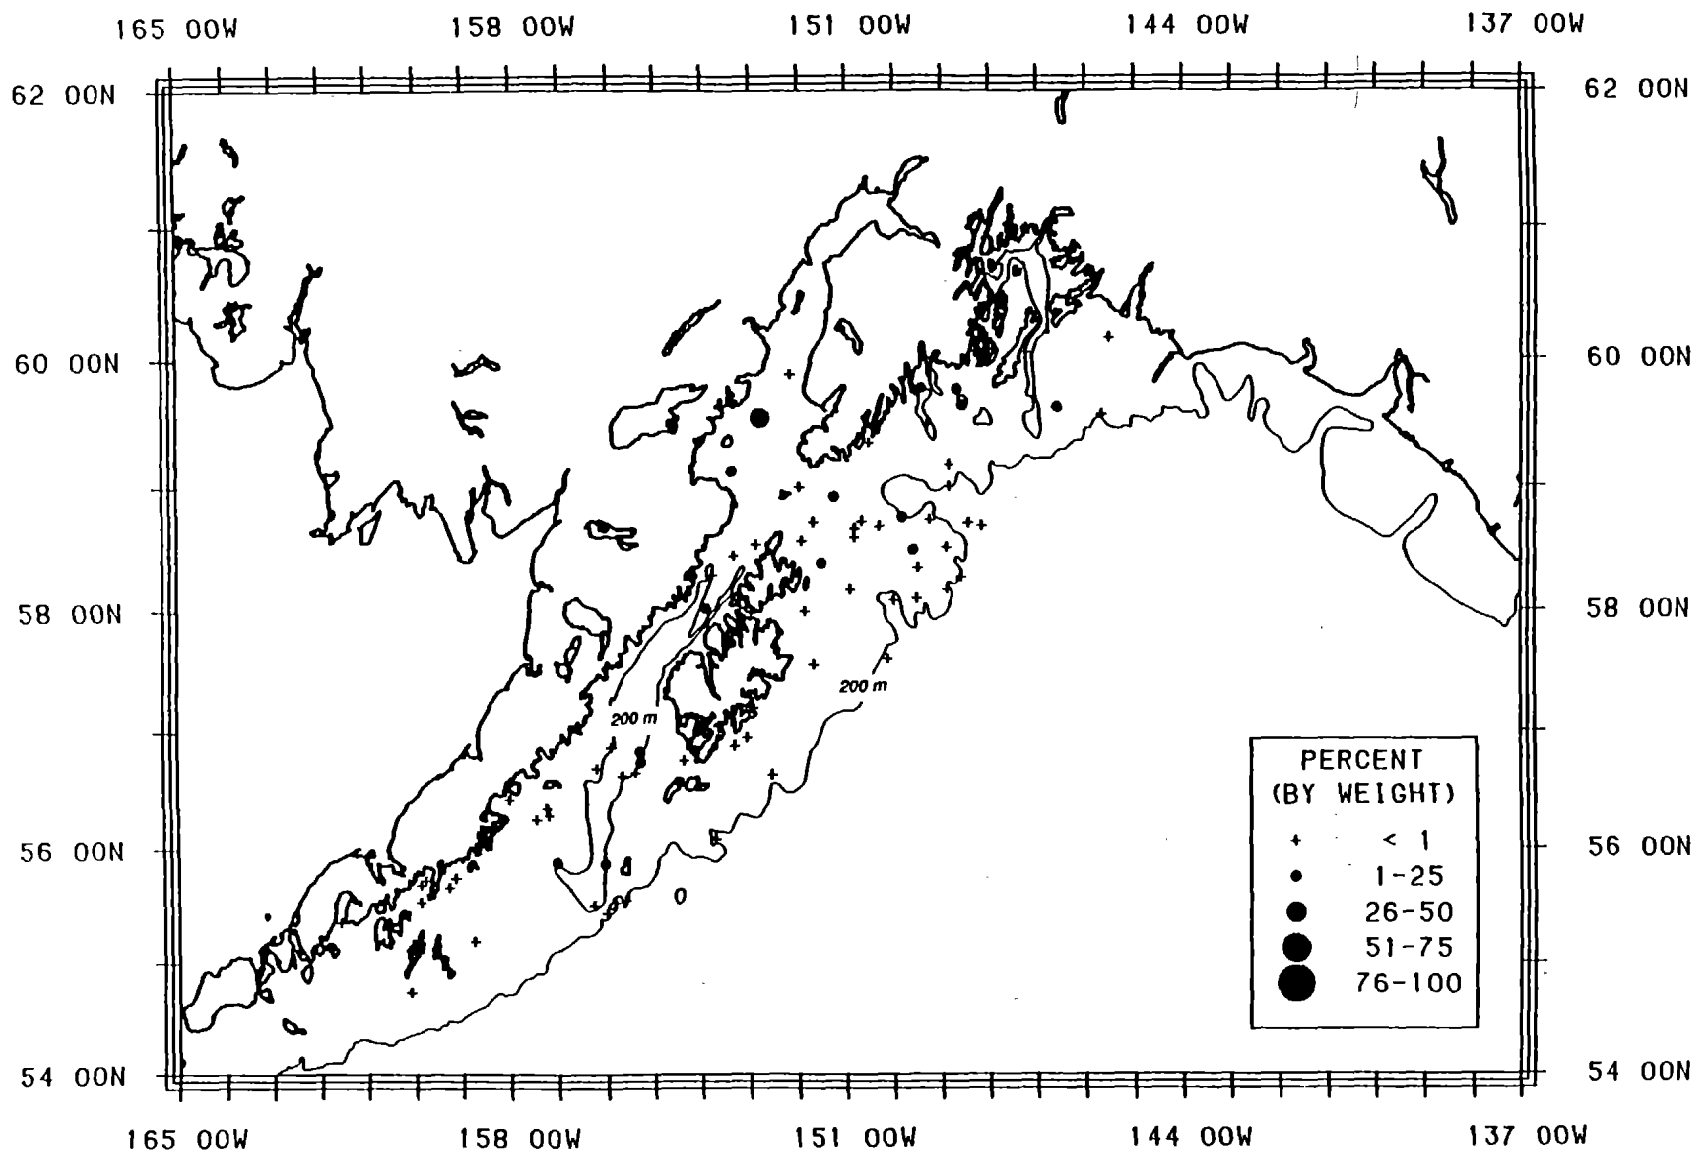 165 00W 158 00W 151 00W 144 00W 137 00W
62 00N 62 00N
60 00N 60 00N
58 00N 58 00N
200 m
200 m
PERCENT
(BY WEIGHT)
+ < 1
1-25
26-50
51-75
76-100
56 00N 56 00N
54 00N 54 00N
165 00W 158 00W 151 00W 144 00W 137 00W